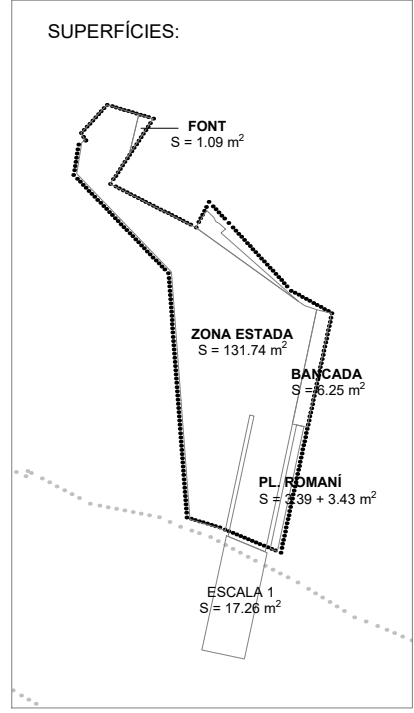 SUPERFÍCIES:
FONT
S = 1.09 m²
ZONA ESTADA
S = 131.74 m²
BANCADA
S = 6.25 m²
PL. ROMANÍ
S = 3.39 + 3.43 m²
ESCALA 1
S = 17.26 m²